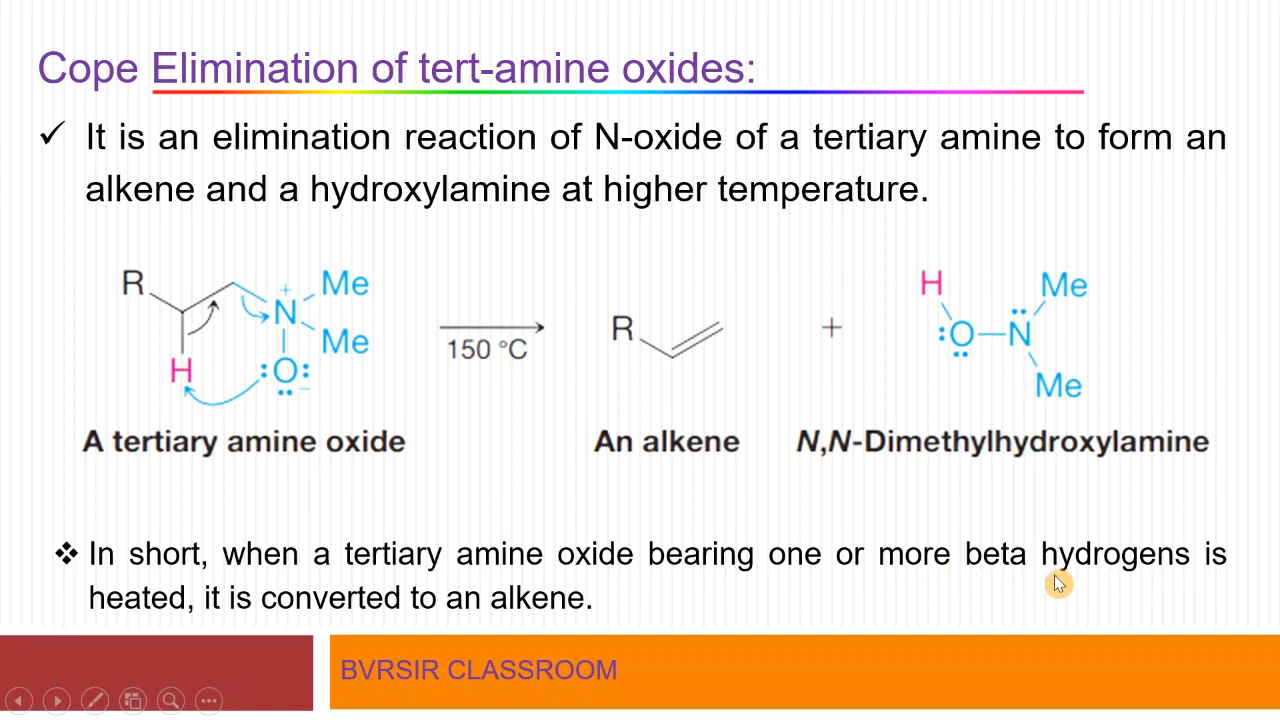 Cope Elimination of tert-amine oxides:
✓ It is an elimination reaction of N-oxide of a tertiary amine to form an
alkene and a hydroxylamine at higher temperature.
R
H
+
N
Me
Me
:O:
..
−
150 °C
R
+
H
:O—N
..
..
Me
Me
A tertiary amine oxide
An alkene
N,N-Dimethylhydroxylamine
❖ In short, when a tertiary amine oxide bearing one or more beta hydrogens is
heated, it is converted to an alkene.
BVRSIR CLASSROOM